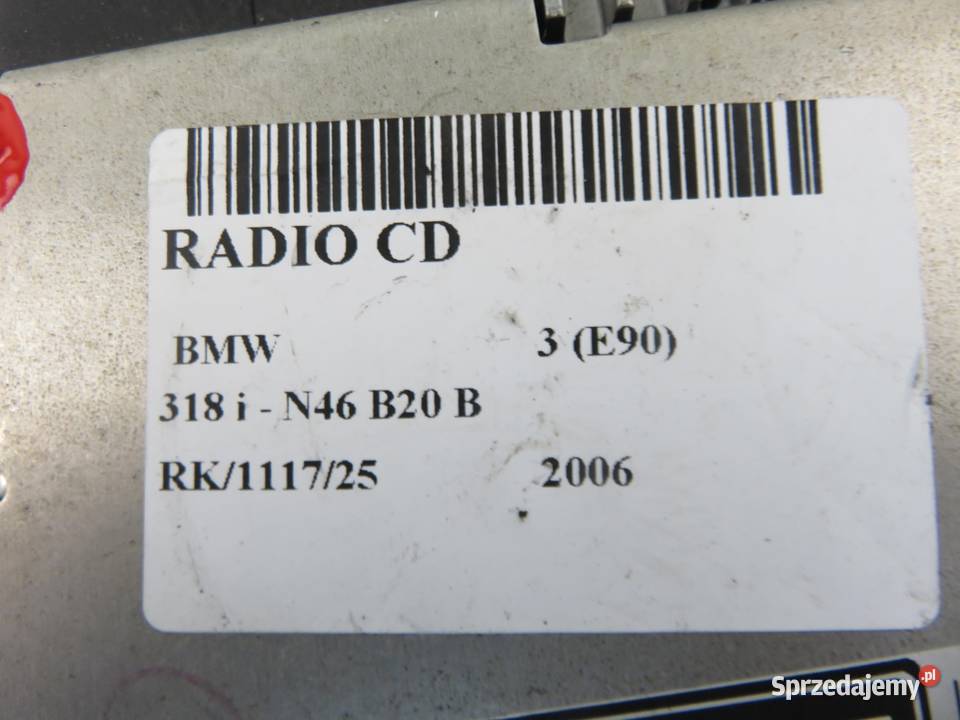 RADIO CD
BMW 3 (E90)
318 i - N46 B20 B
RK/1117/25 2006
Sprzedajemy.pl